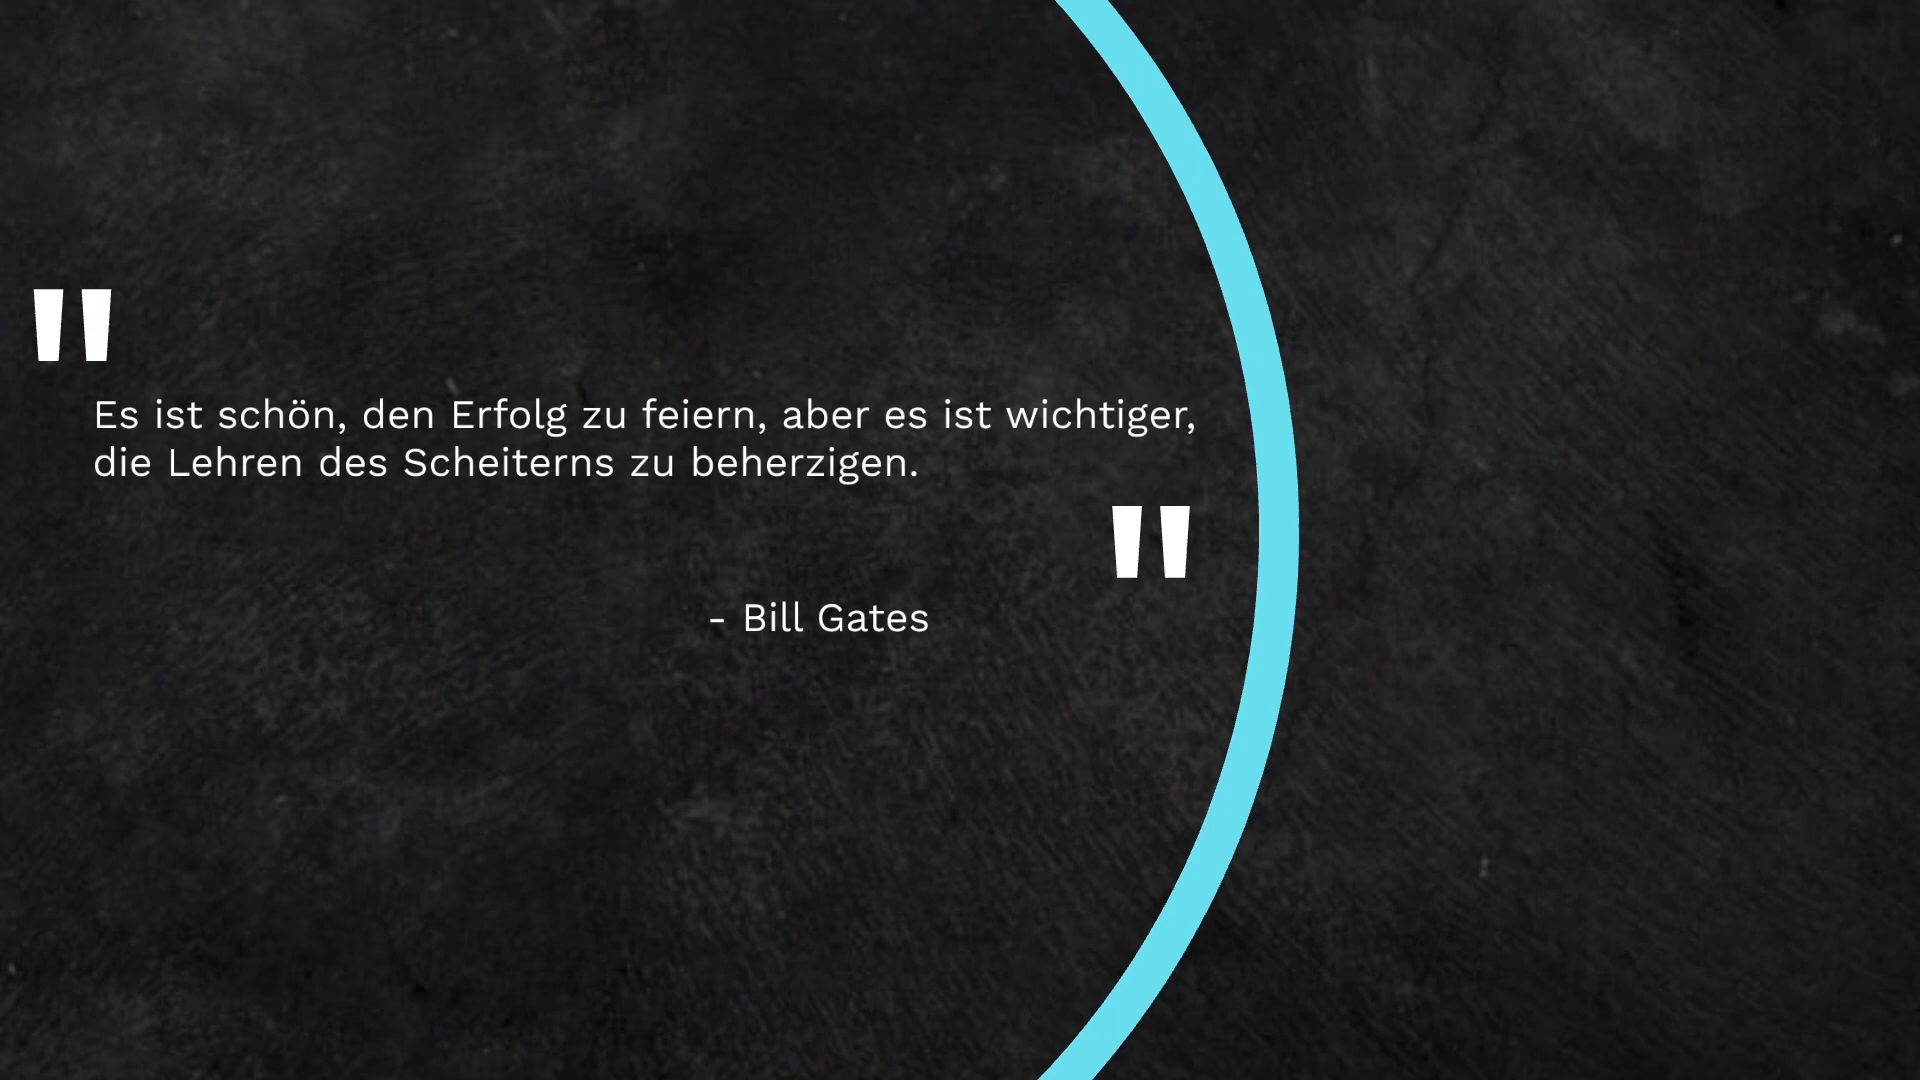 "
Es ist schön, den Erfolg zu feiern, aber es ist wichtiger,
die Lehren des Scheiterns zu beherzigen.
"
- Bill Gates